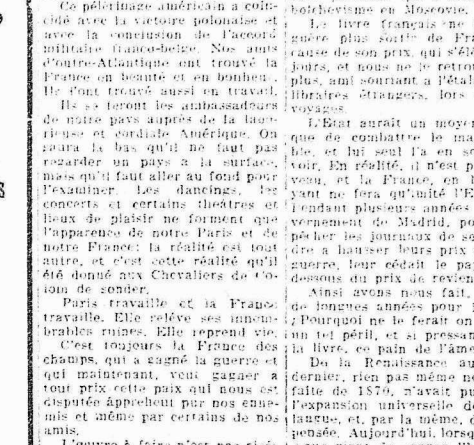 Ce pèlerinage américain a coïn-
cidé avec la victoire polonaise et
avec la conclusion de l'accord
militaire franco-belge. Nos amis
d'outre-Atlantique ont trouvé la
France en beauté et en bonheur.
Ils l'ont trouvé aussi en travail.
Ils se feront les ambassadeurs
de notre pays auprès de la
et cordiale Amérique. On
saura là bas qu'il ne faut pas
regarder un pays à la surface,
mais qu'il faut aller au fond pour
l'examiner. Les dancings, les
concerts et certains théâtres et
lieux de plaisir ne forment que
l'apparence de notre Paris et de
notre France: la réalité est tout
autre, et c'est cette réalité qu'il
été donné aux Chevaliers de Co-
lomb de sonder.
Paris travaille et la France
travaille. Elle relève ses innom-
brables ruines. Elle reprend vie.
C'est toujours la France des
champs, qui a gagné la guerre et
qui maintenant, veut gagner à
tout prix cette paix qui nous est
disputée âprement par nos enne-
mis et même par certains de nos
amis.
bolchevisme en Moscovie.
Le livre français ne
guère plus sortir de Fra
cause de son prix, qui s'élè
jours, et nous ne le retrou
plus, ami souriant à l'étal
libraires étrangers, lors
voyages.
L'Etat aurait un moyen
que de combattre le ma
ble, et lui seul l'a en so
voir. En réalité, il n'est p
veau, et la France, en l
yant ne fera qu'imité l'E
Pendant plusieurs années
vernement de Madrid, po
pêcher les journaux de so
dre à hausser leurs prix
guerre, leur cédait le pa
dessous du prix de revien
Ainsi avons nous fait,
de longues années pour l
Pourquoi ne le ferait on
un tel péril, et si pressan
la livre, ce pain de l'âme
De la Renaissance au
dernier, rien pas même
faite de 1870, n'avait pu
l'expansion universelle de
langue, et, par là même, d
pensée. Aujourd'hui, lorsq